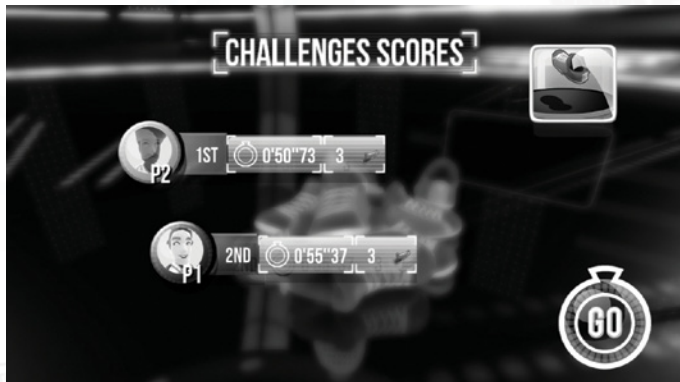 CHALLENGES SCORES
P2 1ST 0'50"73 3
P1 2ND 0'55"37 3
GO